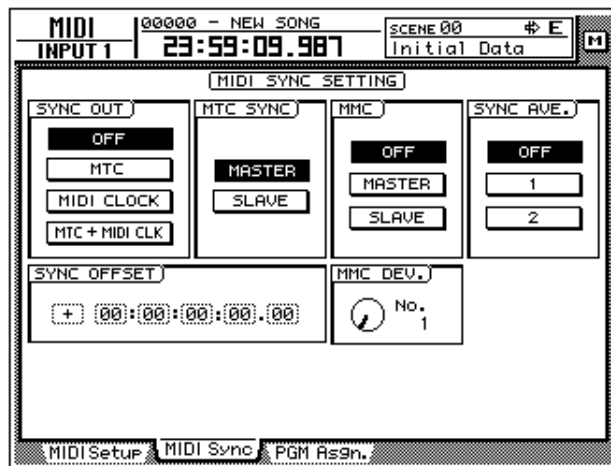 MIDI
INPUT 1
00000 - NEW SONG
23:59:09.987
SCENE 00
E
Initial Data
M
MIDI SYNC SETTING
SYNC OUT
OFF
MTC
MIDI CLOCK
MTC + MIDI CLK
MTC SYNC
MASTER
SLAVE
MMC
OFF
MASTER
SLAVE
SYNC AVE.
OFF
1
2
SYNC OFFSET
+ 00:00:00:00.00
MMC DEV.
No.
1
MIDI Setup
MIDI Sync
PGM Asgn.